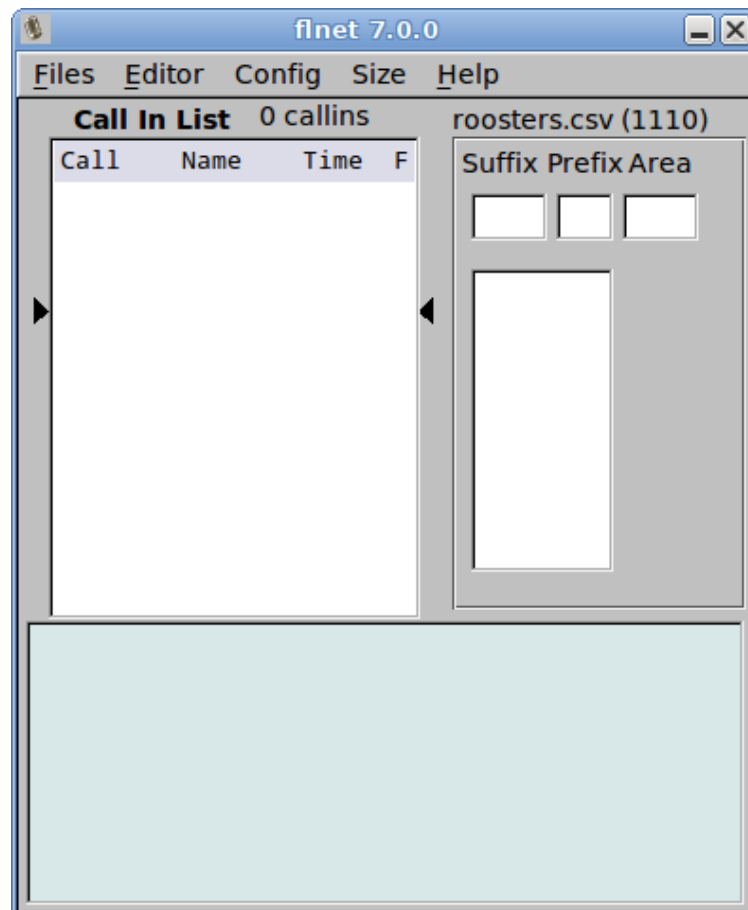 flnet 7.0.0
Files Editor Config Size Help
Call In List 0 callins roosters.csv (1110)
Call Name Time F
Suffix Prefix Area